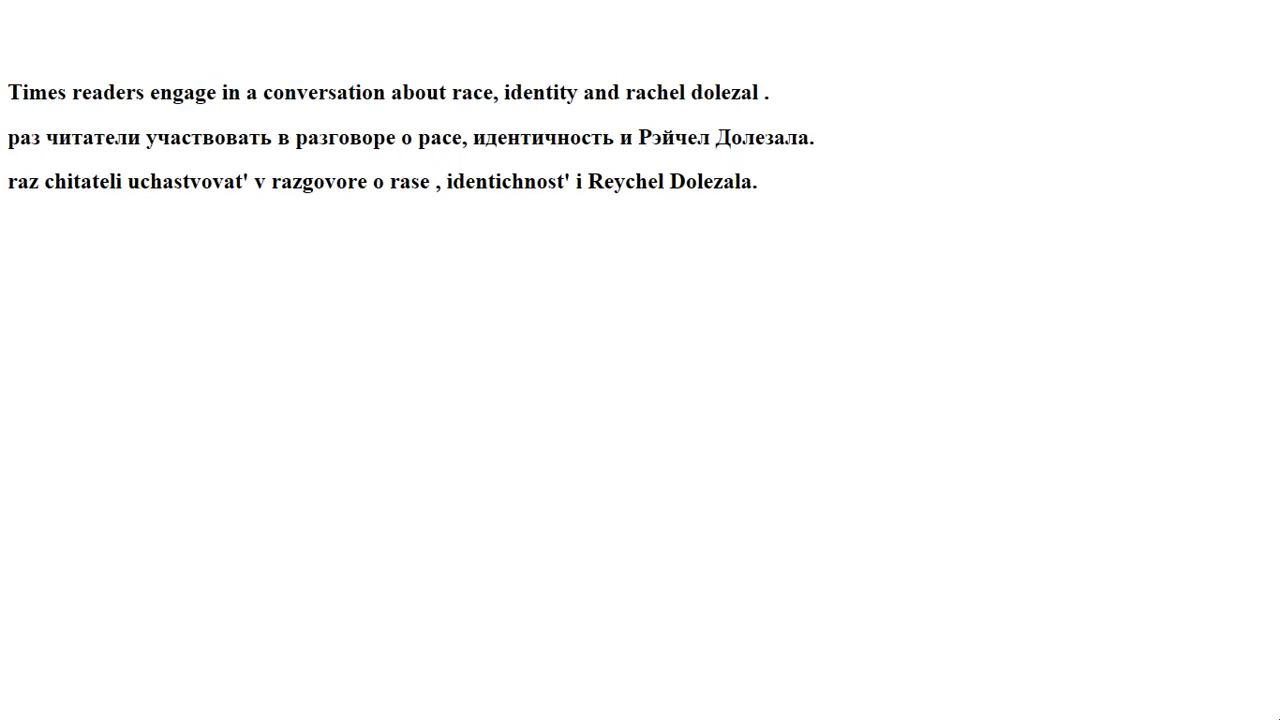 Times readers engage in a conversation about race, identity and rachel dolezal .
раз читатели участвовать в разговоре о расе, идентичность и Рэйчел Долезала.
raz chitateli uchastvovat' v razgovore o rase , identichnost' i Reychel Dolezala.